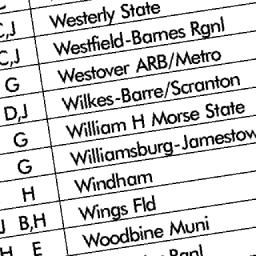 C,J Westerly State
C,J Westfield-Barnes Rgnl
G Westover ARB/Metro
D,J Wilkes-Barre/Scranton
G William H Morse State
G Williamsburg-Jamestow
H Windham
J B,H Wings Fld
H E Woodbine Muni
Rgnl